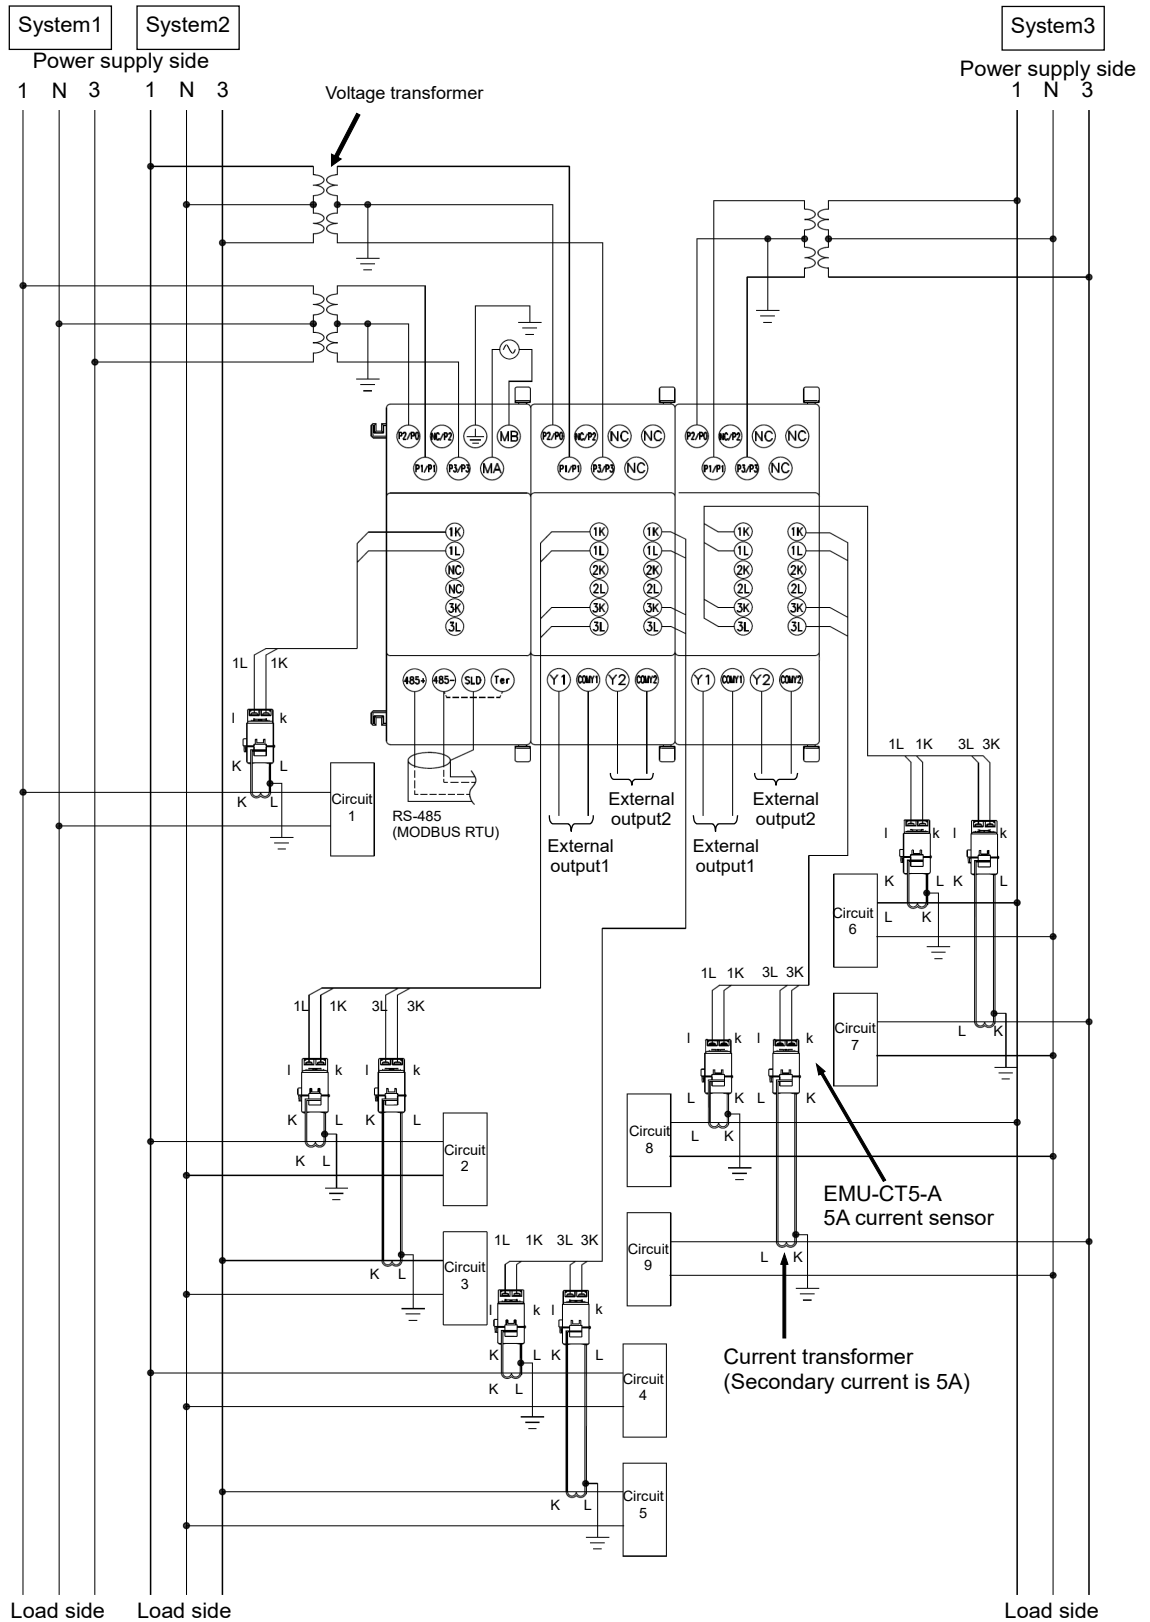 System1 System2 System3
Power supply side
Power supply side
1 N 3 1 N 3 1 N 3
Voltage transformer
P2/P0 NC/P2 MB P2/P0 NC/P2 NC NC P2/P0 NC/P2 NC NC
P1/P1 P3/P3 MA P1/P1 P3/P3 NC P1/P1 P3/P3 NC
1K 1K 1K 1K 1K
1L 1L 1L 1L 1L
NC 2K 2K 2K 2K
NC 2L 2L 2L 2L
3K 3K 3K 3K 3K
3L 3L 3L 3L 3L
1L 1K
485+ 485- SLD Ter Y1 COMY1 Y2 COMY2 Y1 COMY1 Y2 COMY2
l k
1L 1K 3L 3K
K L
K L
Circuit
1
RS-485
(MODBUS RTU)
External
output2
External
output2
External
output1
External
output1
l k l k
K L K L
L K
Circuit
6
1L 1K 3L 3K
1L 1K 3L 3K
L K
Circuit
7
l k l k
L K L K
L K
l k l k
K L K L
K L
Circuit
2
Circuit
8
EMU-CT5-A
5A current sensor
1L 1K 3L 3K
K L
Circuit
3
L K
Circuit
9
l k l k
K L K L
K L
Circuit
4
Current transformer
(Secondary current is 5A)
K L
Circuit
5
Load side Load side Load side